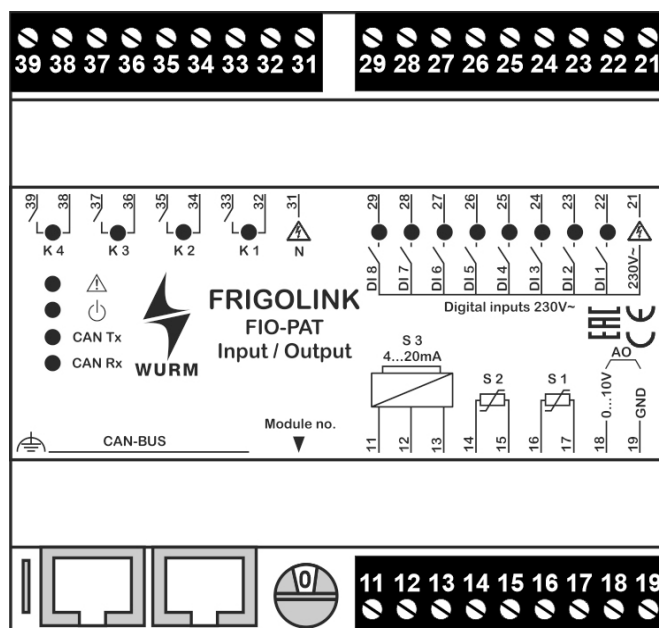 39 38 37 36 35 34 33 32 31 29 28 27 26 25 24 23 22 21
39 38 37 36 35 34 33 32 31 29 28 27 26 25 24 23 22 21
K 4 K 3 K 2 K 1 N
DI 8 DI 7 DI 6 DI 5 DI 4 DI 3 DI 2 DI 1 230V~
Digital inputs 230V~
FRIGOLINK
FIO-PAT
Input / Output
CAN Tx
CAN Rx
WURM
EAC CE
S 3
4...20mA
S 2
S 1
AO
0...10V
GND
Module no.
CAN-BUS
11 12 13 14 15 16 17 18 19
0
11 12 13 14 15 16 17 18 19